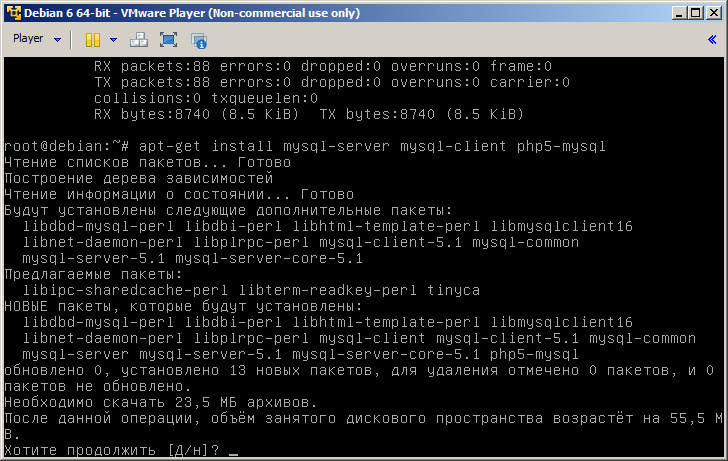 Debian 6 64-bit - VMware Player (Non-commercial use only)
Player
RX packets:88 errors:0 dropped:0 overruns:0 frame:0
TX packets:88 errors:0 dropped:0 overruns:0 carrier:0
collisions:0 txqueuelen:0
RX bytes:8740 (8.5 KiB)  TX bytes:8740 (8.5 KiB)
root@debian:~# apt-get install mysql-server mysql-client php5-mysql
Чтение списков пакетов... Готово
Построение дерева зависимостей
Чтение информации о состоянии... Готово
Будут установлены следующие дополнительные пакеты:
libdbd-mysql-perl libdbi-perl libhtml-template-perl libmysqlclient16
libnet-daemon-perl libplrpc-perl mysql-client-5.1 mysql-common
mysql-server-5.1 mysql-server-core-5.1
Предлагаемые пакеты:
libipc-sharedcache-perl libterm-readkey-perl tinyca
НОВЫЕ пакеты, которые будут установлены:
libdbd-mysql-perl libdbi-perl libhtml-template-perl libmysqlclient16
libnet-daemon-perl libplrpc-perl mysql-client mysql-client-5.1 mysql-common
mysql-server mysql-server-5.1 mysql-server-core-5.1 php5-mysql
обновлено 0, установлено 13 новых пакетов, для удаления отмечено 0 пакетов, и 0
пакетов не обновлено.
Необходимо скачать 23,5 МБ архивов.
После данной операции, объём занятого дискового пространства возрастёт на 55,5 M
B.
Хотите продолжить [Д/н]? _